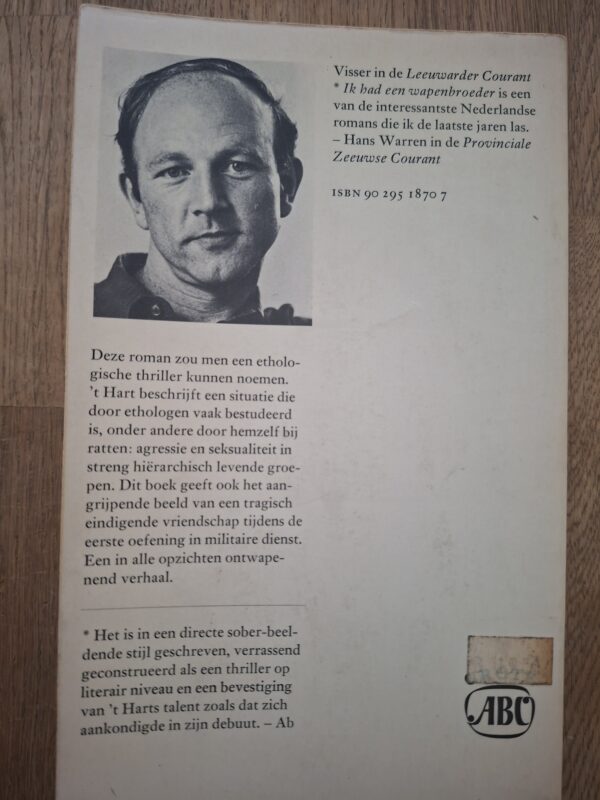 Deze roman zou men een etholo-
gische thriller kunnen noemen.
’t Hart beschrijft een situatie die
door ethologen vaak bestudeerd
is, onder andere door hemzelf bij
ratten: agressie en seksualiteit in
streng hiërarchisch levende groe-
pen. Dit boek geeft ook het aan-
grijpende beeld van een tragisch
eindigende vriendschap tijdens de
eerste oefening in militaire dienst.
Een in alle opzichten ontwape-
nend verhaal.
* Het is in een directe sober-beel-
dende stijl geschreven, verrassend
geconstrueerd als een thriller op
literair niveau en een bevestiging
van ’t Harts talent zoals dat zich
aankondigde in zijn debuut. – Ab
Visser in de Leeuwarder Courant
* Ik had een wapenbroeder is een
van de interessantste Nederlandse
romans die ik de laatste jaren las.
– Hans Warren in de Provinciale
Zeeuwse Courant
ISBN 90 295 1870 7
ABC